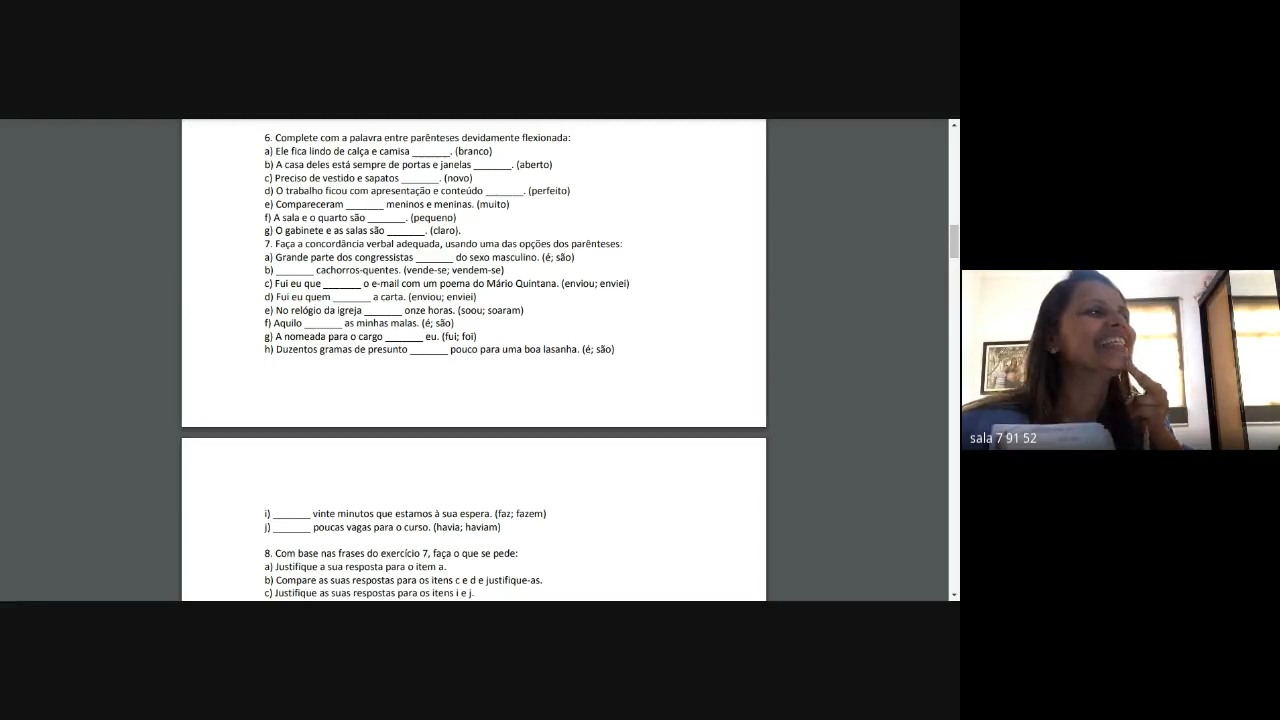 6. Complete com a palavra entre parênteses devidamente flexionada:
a) Ele fica lindo de calça e camisa _______. (branco)
b) A casa deles está sempre de portas e janelas _______. (aberto)
c) Preciso de vestido e sapatos _______. (novo)
d) O trabalho ficou com apresentação e conteúdo _______. (perfeito)
e) Compareceram _______ meninos e meninas. (muito)
f) A sala e o quarto são _______. (pequeno)
g) O gabinete e as salas são _______. (claro).
7. Faça a concordância verbal adequada, usando uma das opções dos parênteses:
a) Grande parte dos congressistas _______ do sexo masculino. (é; são)
b) _______ cachorros-quentes. (vende-se; vendem-se)
c) Fui eu que _______ o e-mail com um poema do Mário Quintana. (enviou; enviei)
d) Fui eu quem _______ a carta. (enviou; enviei)
e) No relógio da igreja _______ onze horas. (soou; soaram)
f) Aquilo _______ as minhas malas. (é; são)
g) A nomeada para o cargo _______ eu. (fui; foi)
h) Duzentos gramas de presunto _______ pouco para uma boa lasanha. (é; são)
i) _______ vinte minutos que estamos à sua espera. (faz; fazem)
j) _______ poucas vagas para o curso. (havia; haviam)
8. Com base nas frases do exercício 7, faça o que se pede:
a) Justifique a sua resposta para o item a.
b) Compare as suas respostas para os itens c e d e justifique-as.
c) Justifique as suas respostas para os itens i e j.
sala 7 91 52